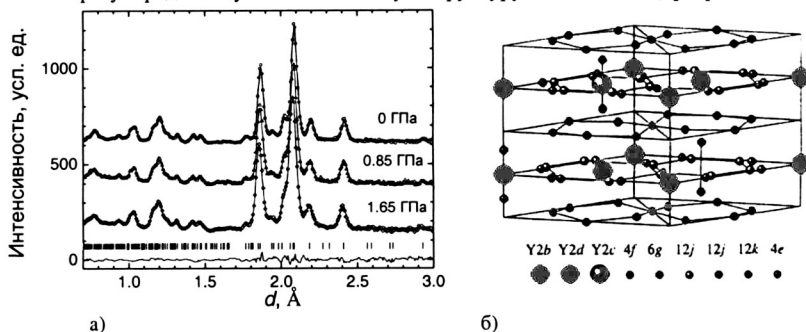 Интенсивность, усл. ед.
1000
500
0
0 ГПа
0.85 ГПа
1.65 ГПа
1.0 1.5 2.0 2.5 3.0
d, Å
а)
Y2b Y2d Y2c 4f 6g 12j 12j 12k 4e
б)